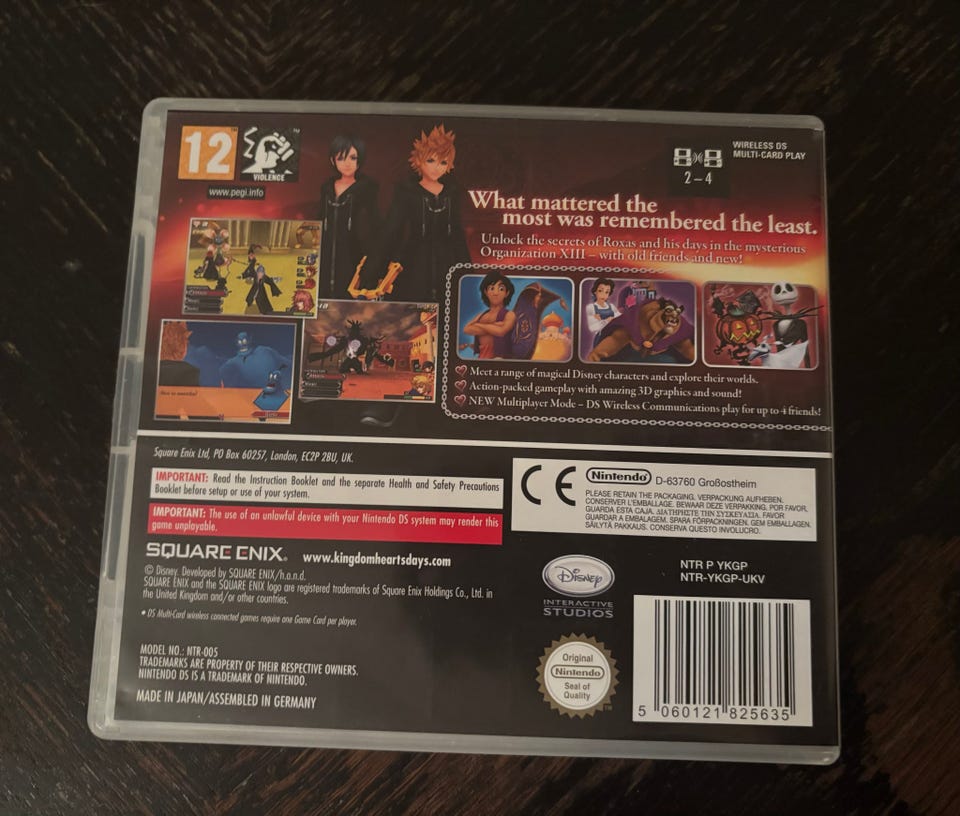 12
VIOLENCE
www.pegi.info
WIRELESS DS
MULTI-CARD PLAY
2 – 4
What mattered the
most was remembered the least.
Unlock the secrets of Roxas and his days in the mysterious
Organization XIII – with old friends and new!
Meet a range of magical Disney characters and explore their worlds.
Action-packed gameplay with amazing 3D graphics and sound!
NEW Multiplayer Mode – DS Wireless Communications play for up to 4 friends!
Square Enix Ltd, PO Box 60257, London, EC2P 2BU, UK.
IMPORTANT: Read the Instruction Booklet and the separate Health and Safety Precautions
Booklet before setup or use of your system.
IMPORTANT: The use of an unlawful device with your Nintendo DS system may render this
game unplayable.
CE
Nintendo D-63760 Großostheim
PLEASE RETAIN THE PACKAGING. VERPACKUNG AUFHEBEN.
CONSERVER L'EMBALLAGE. BEWAAR DEZE VERPAKKING. POR FAVOR,
GUARDA ESTA CAJA. ΔΙΑΤΗΡΗΣΤΕ ΤΗΝ ΣΥΣΚΕΥΑΣΙΑ. FAVOR
GUARDAR A EMBALAGEM. SPARA FÖRPACKNINGEN. GEM EMBALLAGEN.
SÄILYTÄ PAKKAUS. CONSERVA QUESTO INVOLUCRO.
SQUARE ENIX® www.kingdomheartsdays.com
© Disney. Developed by SQUARE ENIX/h.a.n.d.
SQUARE ENIX and the SQUARE ENIX logo are registered trademarks of Square Enix Holdings Co., Ltd. in
the United Kingdom and/or other countries.
• DS Multi-Card wireless connected games require one Game Card per player.
MODEL NO.: NTR-005
TRADEMARKS ARE PROPERTY OF THEIR RESPECTIVE OWNERS.
NINTENDO DS IS A TRADEMARK OF NINTENDO.
MADE IN JAPAN/ASSEMBLED IN GERMANY
Disney
INTERACTIVE
STUDIOS
Original
Nintendo
Seal of
Quality
TM
NTR P YKGP
NTR-YKGP-UKV
5 060121 825635